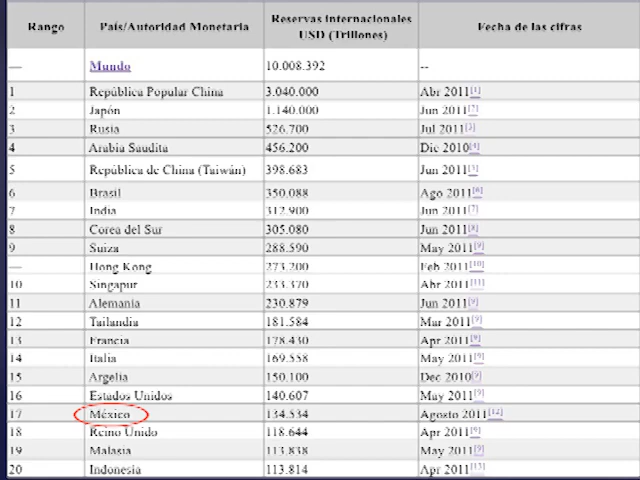 Rango País/Autoridad Monetaria Reservas internacionales USD (Trillones) Fecha de las cifras
— Mundo 10.008.392 --
1 República Popular China 3.040.000 Abr 2011[1]
2 Japón 1.140.000 Jun 2011[2]
3 Rusia 526.700 Jul 2011[3]
4 Arabia Saudita 456.200 Dic 2010[4]
5 República de China (Taiwán) 398.683 Jun 2011[5]
6 Brasil 350.088 Ago 2011[6]
7 India 312.900 Jun 2011[7]
8 Corea del Sur 305.080 Jun 2011[8]
9 Suiza 288.590 May 2011[9]
— Hong Kong 273.200 Feb 2011[10]
10 Singapur 233.370 Abr 2011[11]
11 Alemania 230.879 Jun 2011[9]
12 Tailandia 181.584 Mar 2011[9]
13 Francia 178.430 Apr 2011[9]
14 Italia 169.558 May 2011[9]
15 Argelia 150.100 Dec 2010[9]
16 Estados Unidos 140.607 May 2011[9]
17 México 134.534 Agosto 2011[12]
18 Reino Unido 118.644 Apr 2011[9]
19 Malasia 113.838 May 2011[9]
20 Indonesia 113.814 Apr 2011[13]